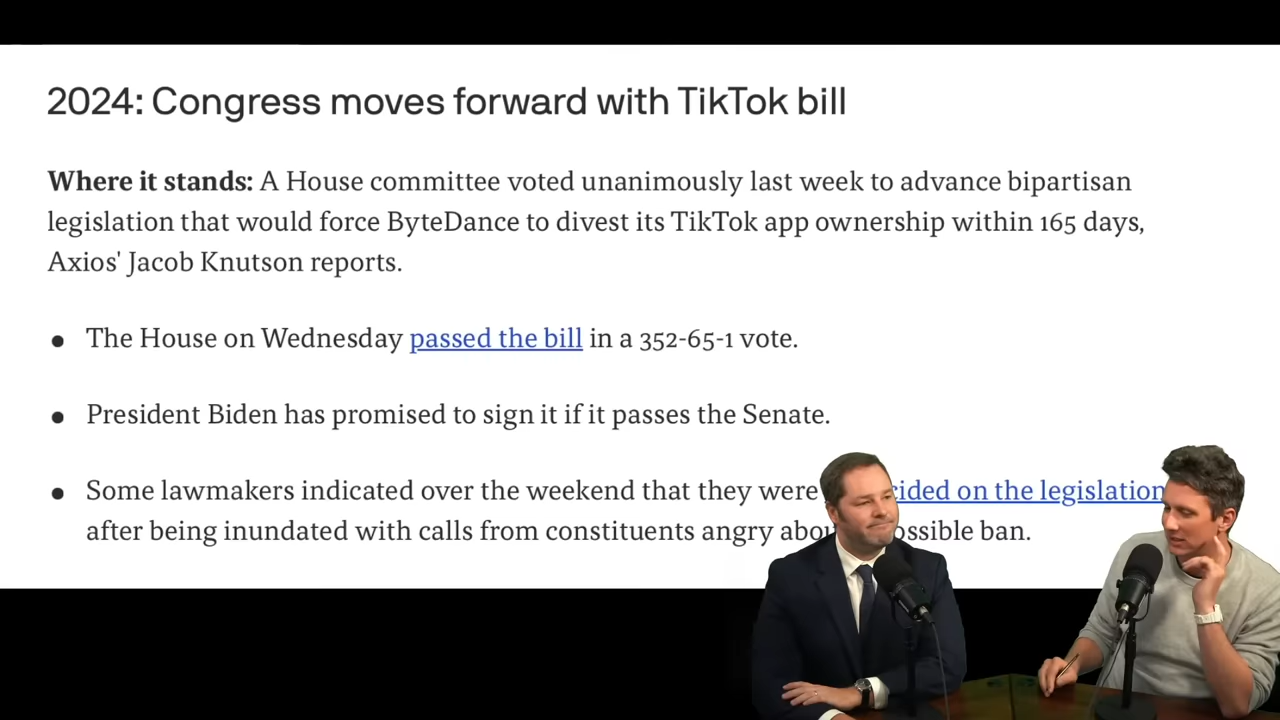 2024: Congress moves forward with TikTok bill
Where it stands: A House committee voted unanimously last week to advance bipartisan
legislation that would force ByteDance to divest its TikTok app ownership within 165 days,
Axios' Jacob Knutson reports.
• The House on Wednesday passed the bill in a 352-65-1 vote.
• President Biden has promised to sign it if it passes the Senate.
• Some lawmakers indicated over the weekend that they were on the legislation
after being inundated with calls from constituents angry ban.